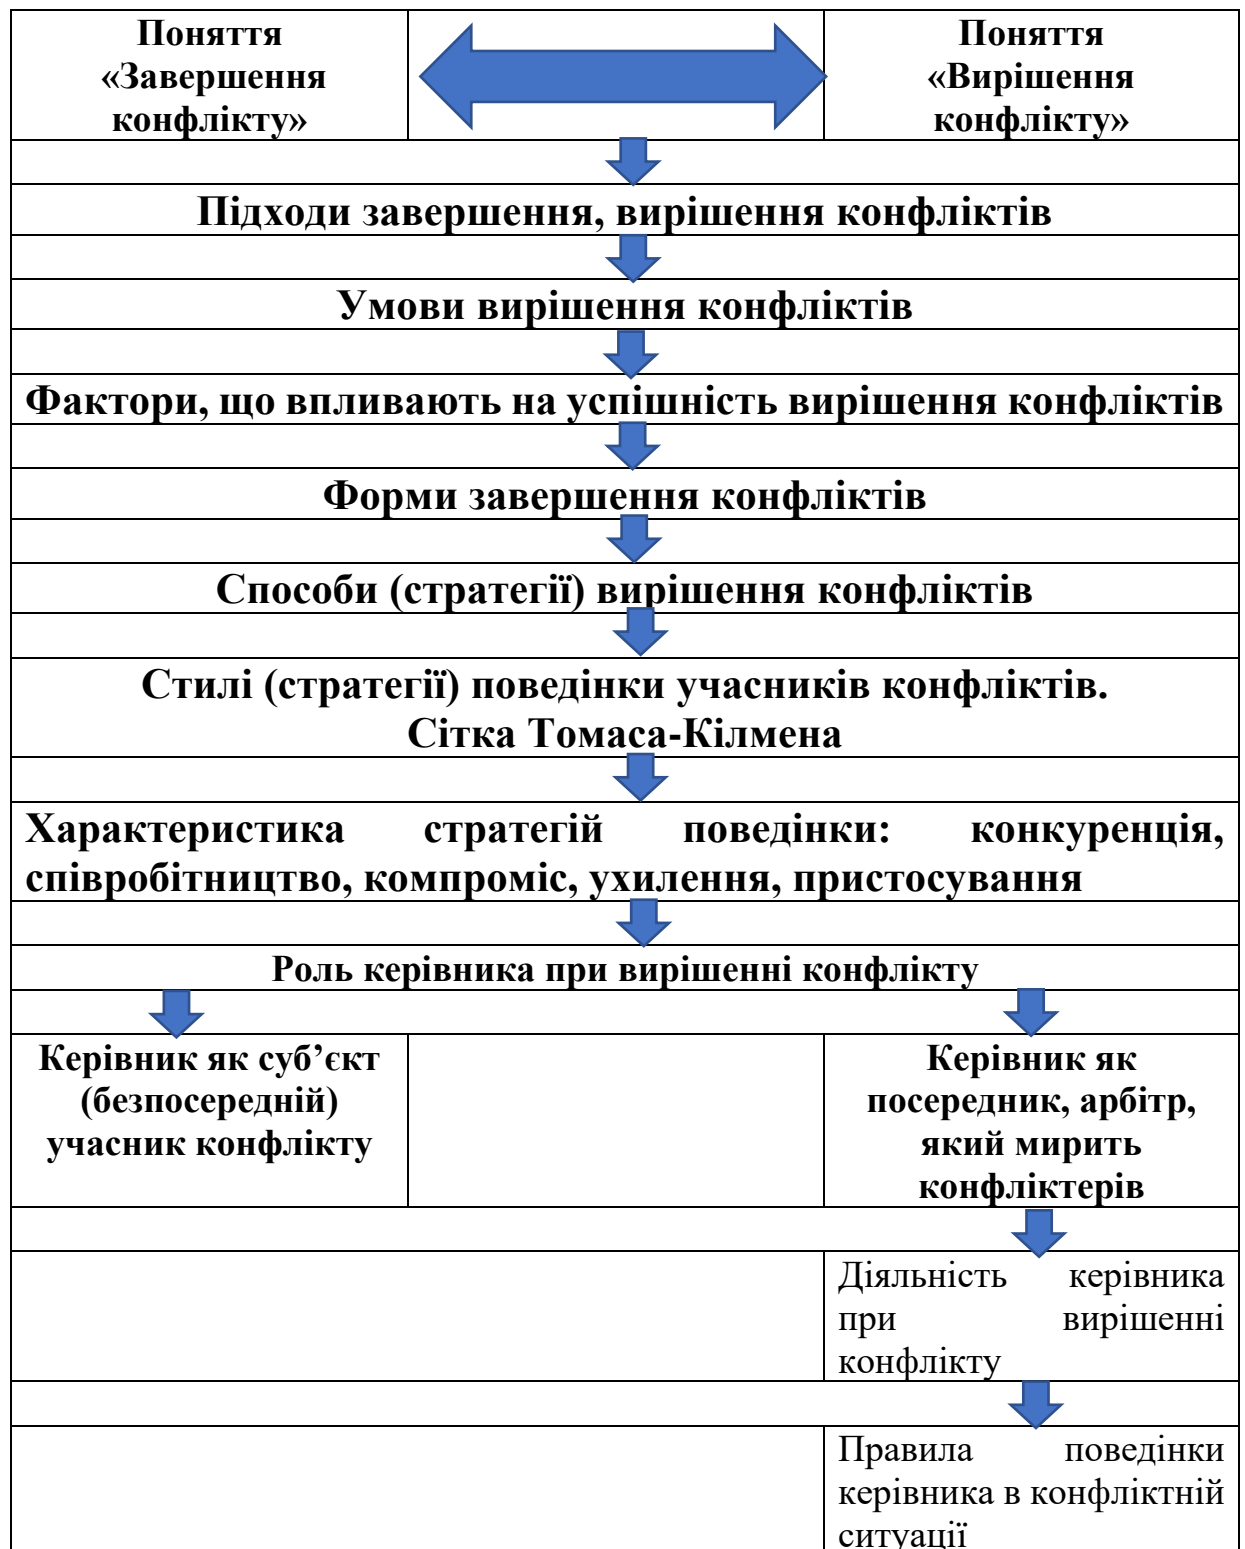 Поняття
«Завершення
конфлікту»
Поняття
«Вирішення
конфлікту»
Підходи завершення, вирішення конфліктів
Умови вирішення конфліктів
Фактори, що впливають на успішність вирішення конфліктів
Форми завершення конфліктів
Способи (стратегії) вирішення конфліктів
Стилі (стратегії) поведінки учасників конфліктів.
Сітка Томаса-Кілмена
Характеристика стратегій поведінки: конкуренція,
співробітництво, компроміс, ухилення, пристосування
Роль керівника при вирішенні конфлікту
Керівник як суб’єкт
(безпосередній)
учасник конфлікту
Керівник як
посередник, арбітр,
який мирить
конфліктерів
Діяльність керівника
при вирішенні
конфлікту
Правила поведінки
керівника в конфліктній
ситуації